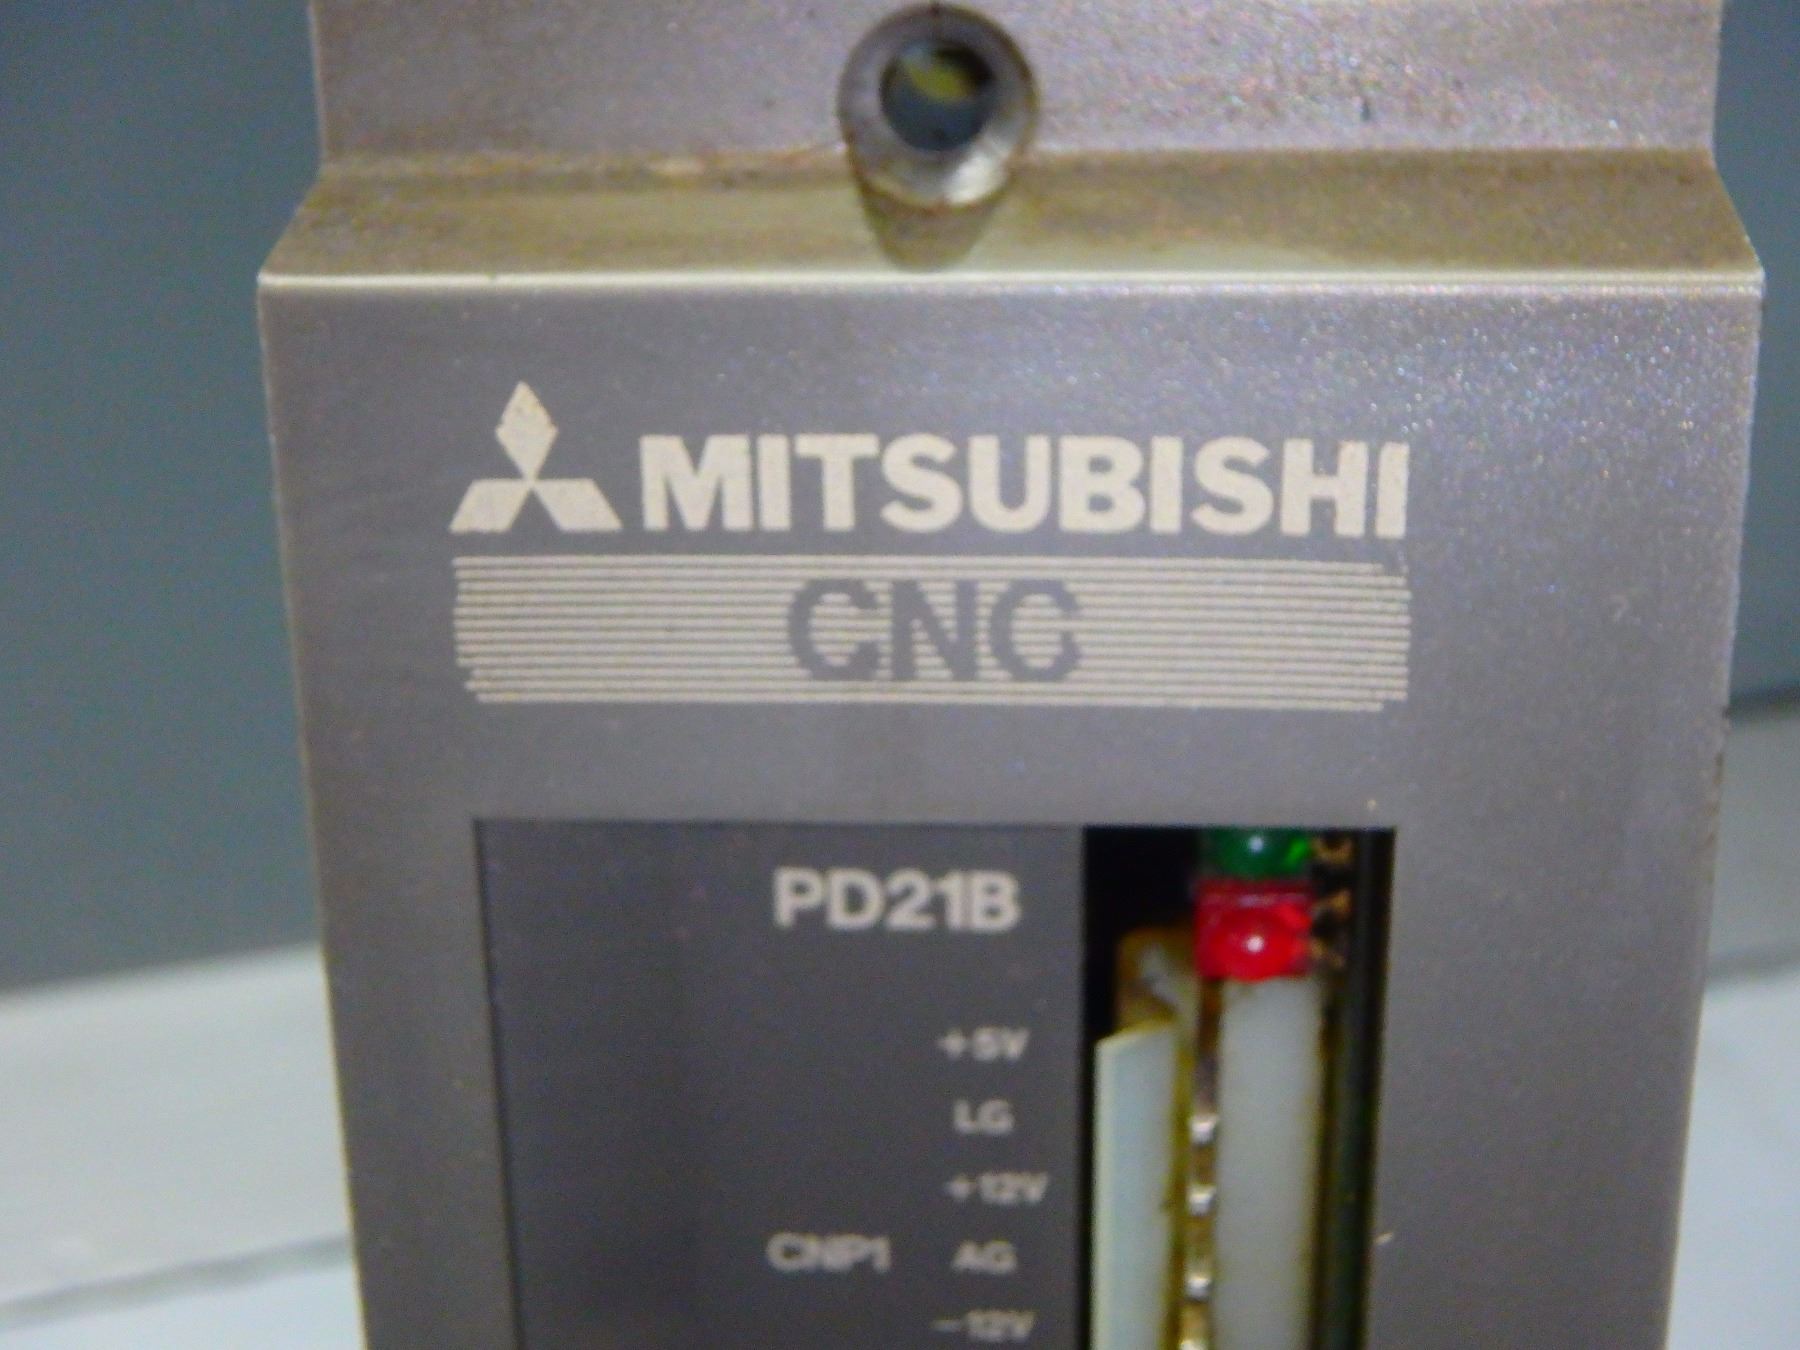 MITSUBISHI
CNC
PD21B
+5V
LG
+12V
CNP1 AG
-12V